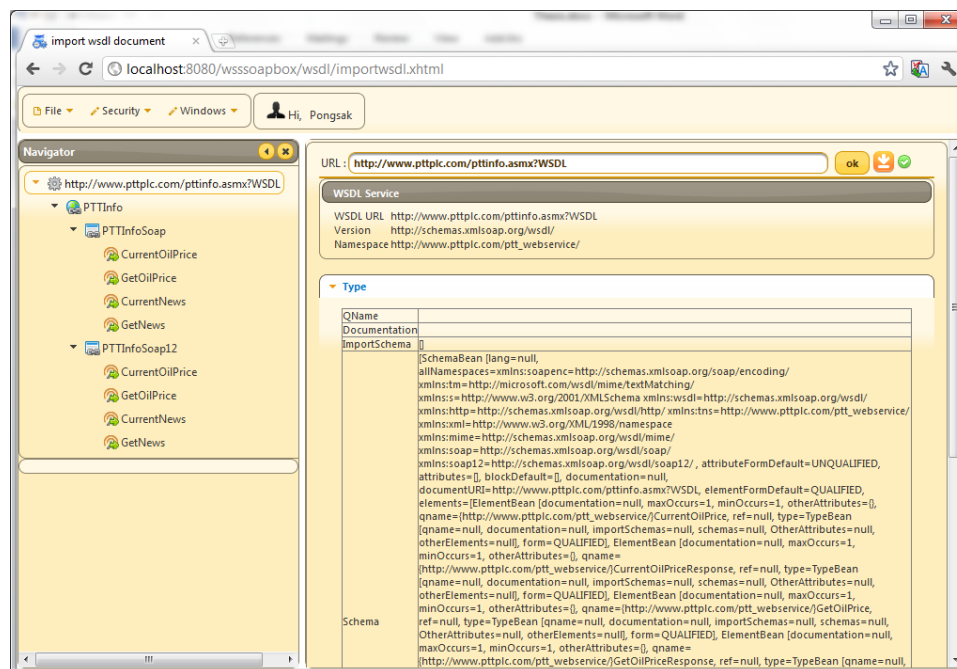 import wsdl document
localhost:8080/wsssoapbox/wsdl/importwsdl.xhtml
File Security Windows Hi, Pongsak
Navigator
http://www.pttplc.com/pttinfo.asmx?WSDL
PTTInfo
PTTInfoSoap
CurrentOilPrice
GetOilPrice
CurrentNews
GetNews
PTTInfoSoap12
CurrentOilPrice
GetOilPrice
CurrentNews
GetNews
URL : http://www.pttplc.com/pttinfo.asmx?WSDL ok
WSDL Service
WSDL URL http://www.pttplc.com/pttinfo.asmx?WSDL
Version http://schemas.xmlsoap.org/wsdl/
Namespace http://www.pttplc.com/ptt_webservice/
Type
QName
Documentation
ImportSchema []
Schema
[SchemaBean [lang=null,
allNamespaces=xmlns:soapenc=http://schemas.xmlsoap.org/soap/encoding/
xmlns:tm=http://microsoft.com/wsdl/mime/textMatching/
xmlns:s=http://www.w3.org/2001/XMLSchema xmlns:wsdl=http://schemas.xmlsoap.org/wsdl/
xmlns:http=http://schemas.xmlsoap.org/wsdl/http/ xmlns:tns=http://www.pttplc.com/ptt_webservice/
xmlns:xml=http://www.w3.org/XML/1998/namespace
xmlns:mime=http://schemas.xmlsoap.org/wsdl/mime/
xmlns:soap=http://schemas.xmlsoap.org/wsdl/soap/
xmlns:soap12=http://schemas.xmlsoap.org/wsdl/soap12/ , attributeFormDefault=UNQUALIFIED,
attributes=[], blockDefault=[], documentation=null,
documentURI=http://www.pttplc.com/pttinfo.asmx?WSDL, elementFormDefault=QUALIFIED,
elements=[ElementBean [documentation=null, maxOccurs=1, minOccurs=1, otherAttributes={},
qname={http://www.pttplc.com/ptt_webservice/}CurrentOilPrice, ref=null, type=TypeBean
[qname=null, documentation=null, importSchemas=null, schemas=null, OtherAttributes=null,
otherElements=null], form=QUALIFIED], ElementBean [documentation=null, maxOccurs=1,
minOccurs=1, otherAttributes={}, qname=
{http://www.pttplc.com/ptt_webservice/}CurrentOilPriceResponse, ref=null, type=TypeBean
[qname=null, documentation=null, importSchemas=null, schemas=null, OtherAttributes=null,
otherElements=null], form=QUALIFIED], ElementBean [documentation=null, maxOccurs=1,
minOccurs=1, otherAttributes={}, qname={http://www.pttplc.com/ptt_webservice/}GetOilPrice,
ref=null, type=TypeBean [qname=null, documentation=null, importSchemas=null, schemas=null,
OtherAttributes=null, otherElements=null], form=QUALIFIED], ElementBean [documentation=null,
maxOccurs=1, minOccurs=1, otherAttributes={}, qname=
{http://www.pttplc.com/ptt_webservice/}GetOilPriceResponse, ref=null, type=TypeBean [qname=null,